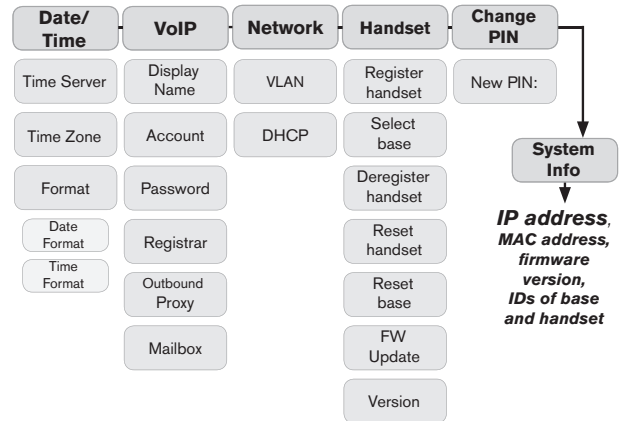 Date/
Time
VoIP
Network
Handset
Change
PIN
Time Server
Time Zone
Format
Date
Format
Time
Format
Display
Name
Account
Password
Registrar
Outbound
Proxy
Mailbox
VLAN
DHCP
Register
handset
Select
base
Deregister
handset
Reset
handset
Reset
base
FW
Update
Version
New PIN:
System
Info
IP address,
MAC address,
firmware
version,
IDs of base
and handset